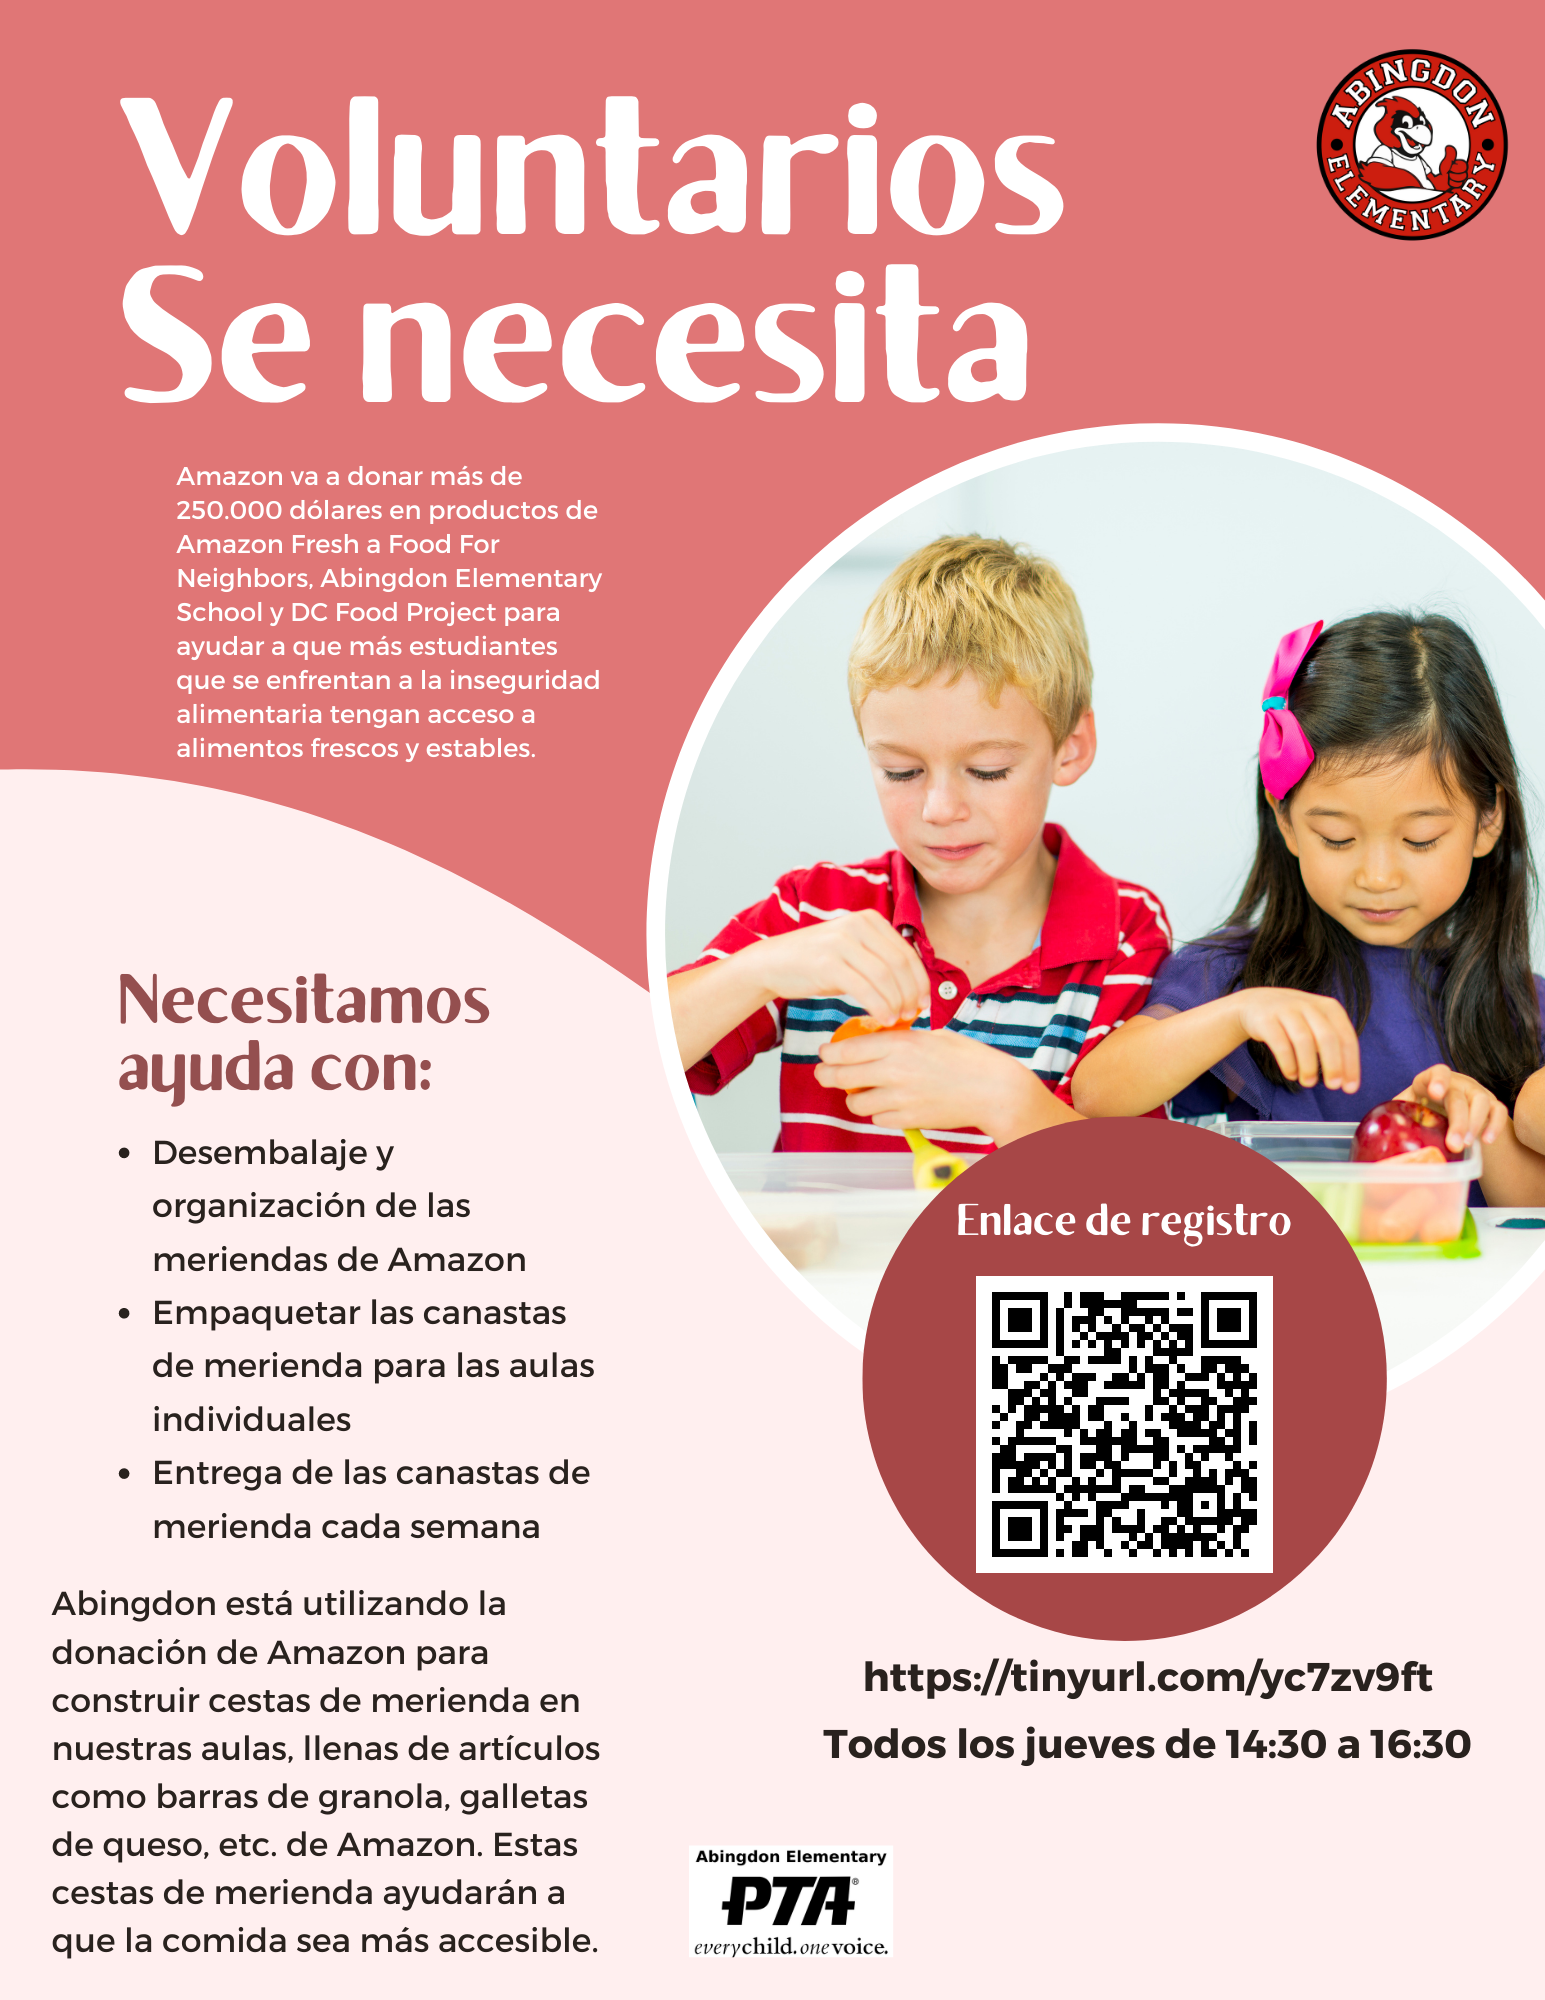 Voluntarios
Se necesita
ABINGDON
ELEMENTARY
Amazon va a donar más de
250.000 dólares en productos de
Amazon Fresh a Food For
Neighbors, Abingdon Elementary
School y DC Food Project para
ayudar a que más estudiantes
que se enfrentan a la inseguridad
alimentaria tengan acceso a
alimentos frescos y estables.
Necesitamos
ayuda con:
• Desembalaje y
organización de las
meriendas de Amazon
• Empaquetar las canastas
de merienda para las aulas
individuales
• Entrega de las canastas de
merienda cada semana
Abingdon está utilizando la
donación de Amazon para
construir cestas de merienda en
nuestras aulas, llenas de artículos
como barras de granola, galletas
de queso, etc. de Amazon. Estas
cestas de merienda ayudarán a
que la comida sea más accesible.
Enlace de registro
https://tinyurl.com/yc7zv9ft
Todos los jueves de 14:30 a 16:30
Abingdon Elementary
PTA®
everychild.onevoice.